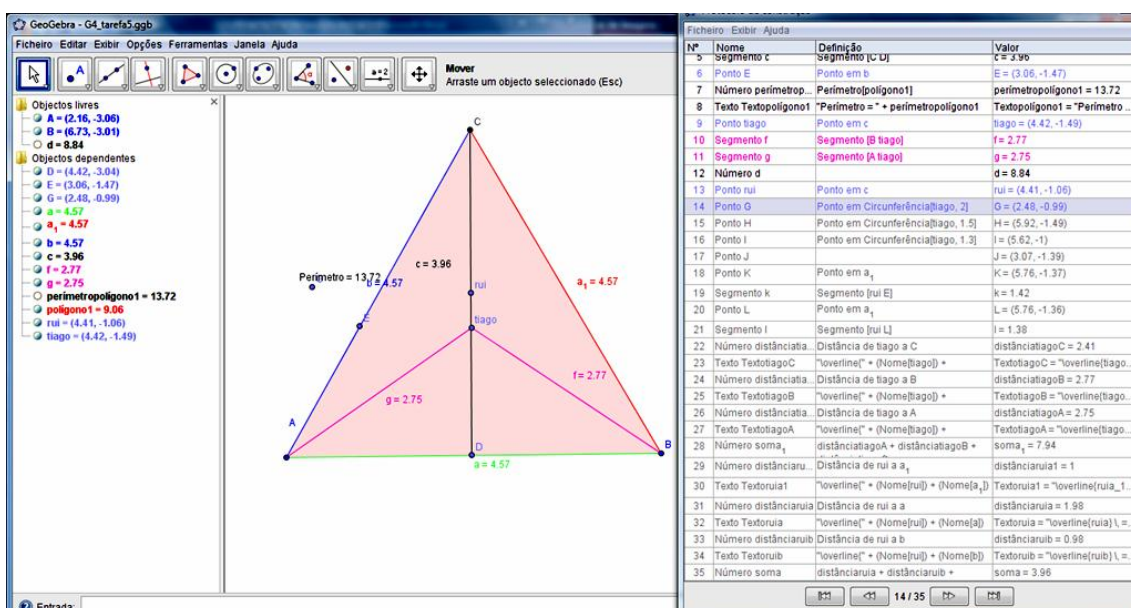 GeoGebra - G4_tarefa5.ggb
Ficheiro Editar Exibir Opções Ferramentas Janela Ajuda
A
a=2
Mover
Arraste um objecto seleccionado (Esc)
Objectos livres
A = (2.16, -3.06)
B = (6.73, -3.01)
d = 8.84
Objectos dependentes
D = (4.42, -3.04)
E = (3.06, -1.47)
G = (2.48, -0.99)
a = 4.57
a₁ = 4.57
b = 4.57
c = 3.96
f = 2.77
g = 2.75
perímetropolígono1 = 13.72
polígono1 = 9.06
rui = (4.41, -1.06)
tiago = (4.42, -1.49)
C
c = 3.96
Perímetro = 13.72
b = 4.57
a₁ = 4.57
rui
E
tiago
f = 2.77
g = 2.75
A
D
B
a = 4.57
Entrada:
Ficheiro Exibir Ajuda
Nº Nome Definição Valor
5 Segmento c Segmento [C D] c = 3.96
6 Ponto E Ponto em b E = (3.06, -1.47)
7 Número perímetrop... Perímetro[polígono1] perímetropolígono1 = 13.72
8 Texto Textopolígono1 "Perímetro = " + perímetropolígono1 Textopolígono1 = "Perímetro ...
9 Ponto tiago Ponto em c tiago = (4.42, -1.49)
10 Segmento f Segmento [B tiago] f = 2.77
11 Segmento g Segmento [A tiago] g = 2.75
12 Número d d = 8.84
13 Ponto rui Ponto em c rui = (4.41, -1.06)
14 Ponto G Ponto em Circunferência[tiago, 2] G = (2.48, -0.99)
15 Ponto H Ponto em Circunferência[tiago, 1.5] H = (5.92, -1.49)
16 Ponto I Ponto em Circunferência[tiago, 1.3] I = (5.62, -1)
17 Ponto J J = (3.07, -1.39)
18 Ponto K Ponto em a₁ K = (5.76, -1.37)
19 Segmento k Segmento [rui E] k = 1.42
20 Ponto L Ponto em a₁ L = (5.76, -1.36)
21 Segmento l Segmento [rui L] l = 1.38
22 Número distânciatia... Distância de tiago a C distânciatiagoC = 2.41
23 Texto TextotiagoC "\overline{" + (Nome[tiago]) + TextotiagoC = "\overline{tiago...
24 Número distânciatia... Distância de tiago a B distânciatiagoB = 2.77
25 Texto TextotiagoB "\overline{" + (Nome[tiago]) + TextotiagoB = "\overline{tiago...
26 Número distânciatia... Distância de tiago a A distânciatiagoA = 2.75
27 Texto TextotiagoA "\overline{" + (Nome[tiago]) + TextotiagoA = "\overline{tiago...
28 Número soma₁ distânciatiagoA + distânciatiagoB + soma₁ = 7.94
29 Número distânciaru... Distância de rui a a₁ distânciaruia1 = 1
30 Texto Textoruia1 "\overline{" + (Nome[rui]) + (Nome[a₁]) Textoruia1 = "\overline{ruia_1...
31 Número distânciaruia Distância de rui a a distânciaruia = 1.98
32 Texto Textoruia "\overline{" + (Nome[rui]) + (Nome[a]) Textoruia = "\overline{ruia} \, =...
33 Número distânciaruib Distância de rui a b distânciaruib = 0.98
34 Texto Textoruib "\overline{" + (Nome[rui]) + (Nome[b]) Textoruib = "\overline{ruib} \, =...
35 Número soma distânciaruia + distânciaruib + soma = 3.96
14 / 35